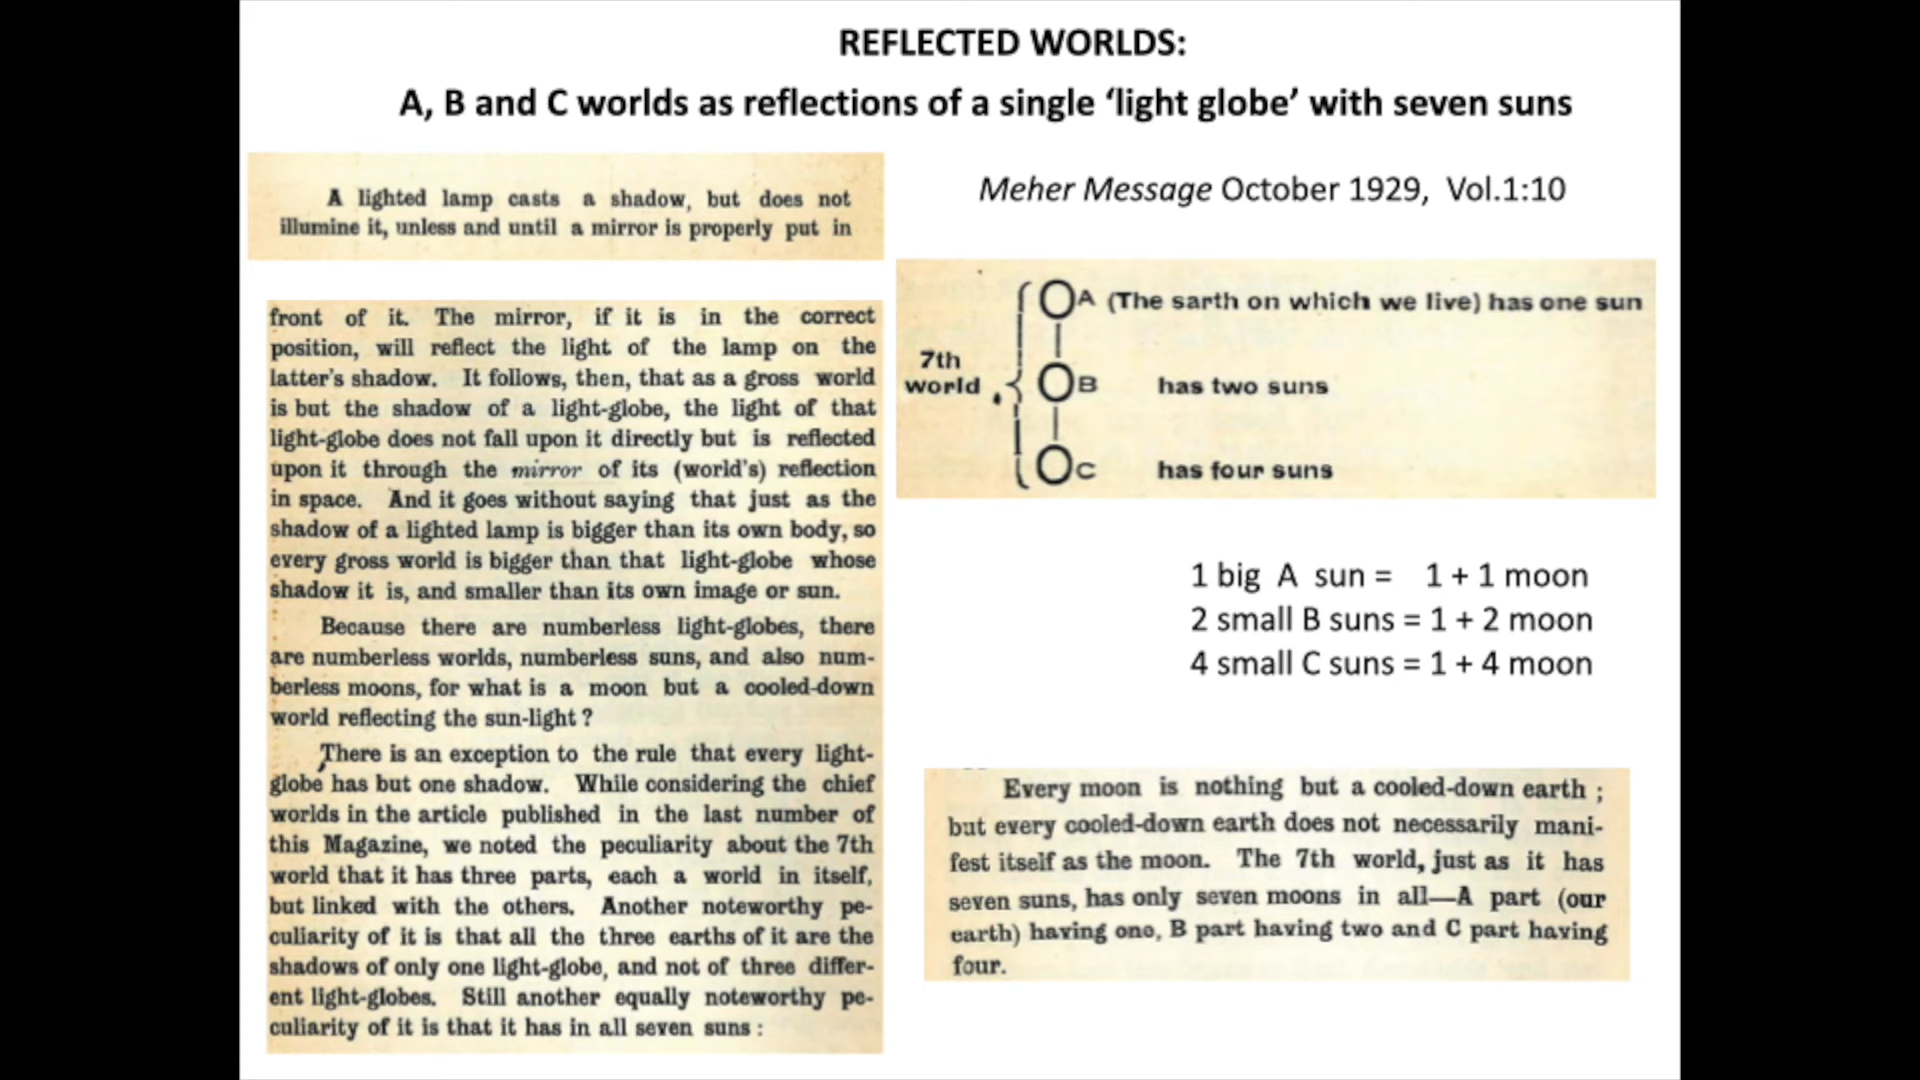 REFLECTED WORLDS:
A, B and C worlds as reflections of a single ‘light globe’ with seven suns
A lighted lamp casts a shadow, but does not
illumine it, unless and until a mirror is properly put in
front of it. The mirror, if it is in the correct
position, will reflect the light of the lamp on the
latter's shadow. It follows, then, that as a gross world
is but the shadow of a light-globe, the light of that
light-globe does not fall upon it directly but is reflected
upon it through the mirror of its (world's) reflection
in space. And it goes without saying that just as the
shadow of a lighted lamp is bigger than its own body, so
every gross world is bigger than that light-globe whose
shadow it is, and smaller than its own image or sun.
Because there are numberless light-globes, there
are numberless worlds, numberless suns, and also num-
berless moons, for what is a moon but a cooled-down
world reflecting the sun-light ?
There is an exception to the rule that every light-
globe has but one shadow. While considering the chief
worlds in the article published in the last number of
this Magazine, we noted the peculiarity about the 7th
world that it has three parts, each a world in itself,
but linked with the others. Another noteworthy pe-
culiarity of it is that all the three earths of it are the
shadows of only one light-globe, and not of three differ-
ent light-globes. Still another equally noteworthy pe-
culiarity of it is that it has in all seven suns :
Meher Message October 1929, Vol.1:10
A (The sarth on which we live) has one sun
7th
world
B has two suns
C has four suns
1 big A sun = 1 + 1 moon
2 small B suns = 1 + 2 moon
4 small C suns = 1 + 4 moon
Every moon is nothing but a cooled-down earth ;
but every cooled-down earth does not necessarily mani-
fest itself as the moon. The 7th world, just as it has
seven suns, has only seven moons in all—A part (our
earth) having one, B part having two and C part having
four.